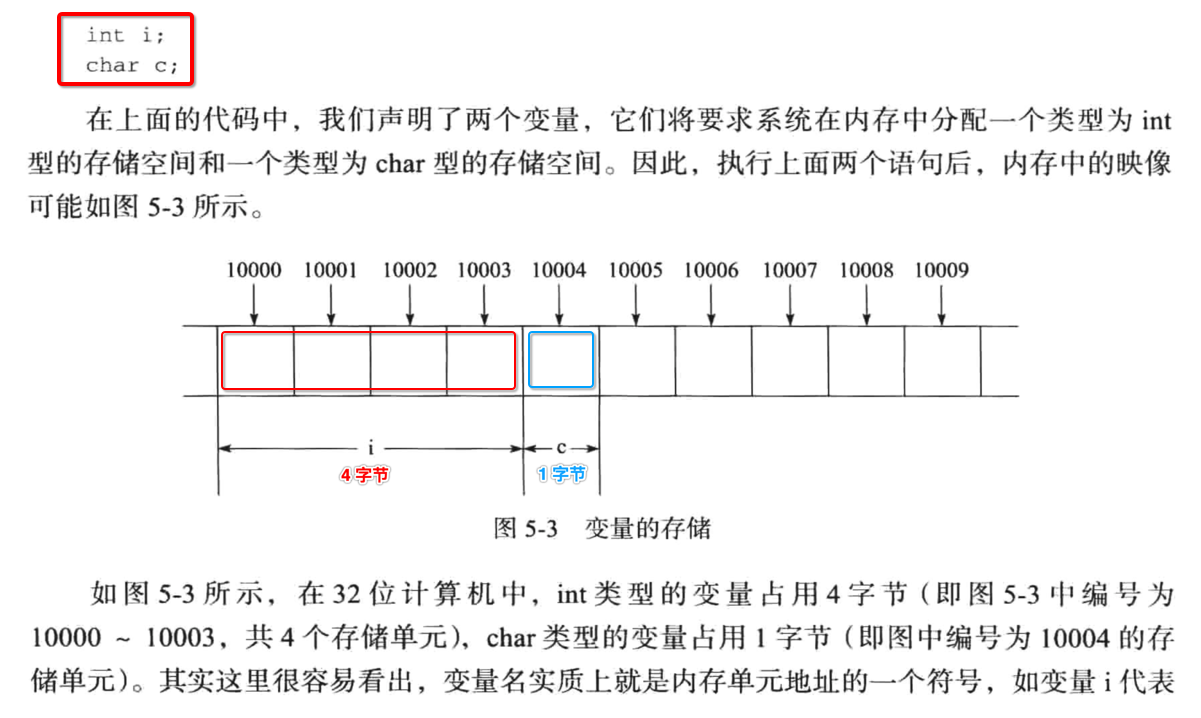 int i;
char c;
在上面的代码中，我们声明了两个变量，它们将要求系统在内存中分配一个类型为 int
型的存储空间和一个类型为 char 型的存储空间。因此，执行上面两个语句后，内存中的映像
可能如图 5-3 所示。
10000 10001 10002 10003 10004 10005 10006 10007 10008 10009
i c
4 字节 1 字节
图 5-3 变量的存储
如图 5-3 所示，在 32 位计算机中，int 类型的变量占用 4 字节（即图 5-3 中编号为
10000 ~ 10003，共 4 个存储单元），char 类型的变量占用 1 字节（即图中编号为 10004 的存
储单元）。其实这里很容易看出，变量名实质上就是内存单元地址的一个符号，如变量 i 代表